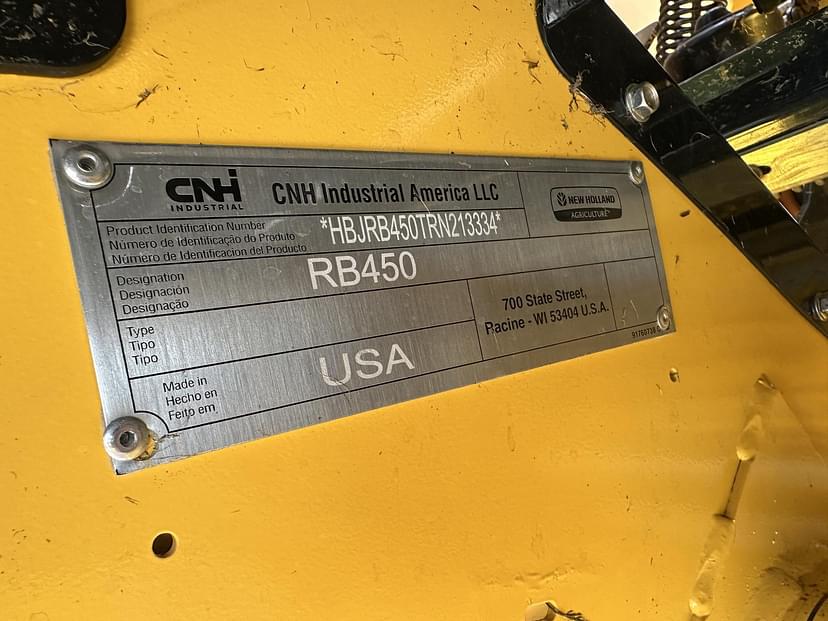 CNH
INDUSTRIAL
CNH Industrial America LLC
NEW HOLLAND
AGRICULTURE
Product Identification Number
Número de Identificação do Produto
Número de Identificacion del Producto
*HBJRB450TRN213334*
Designation
Designación
Designação
RB450
Type
Tipo
Tipo
700 State Street,
Racine - WI 53404 U.S.A.
91760738
Made in
Hecho en
Feito em
USA